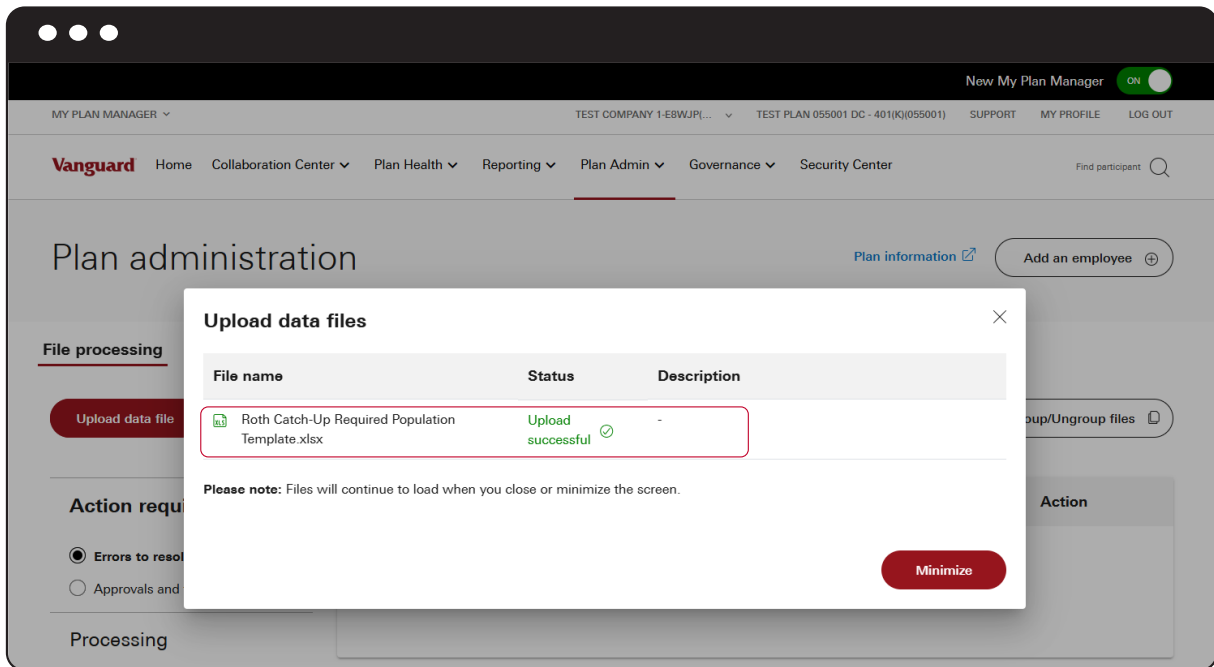 New My Plan Manager ON
MY PLAN MANAGER TEST COMPANY 1-E8WJP(... TEST PLAN 055001 DC - 401(K)(055001) SUPPORT MY PROFILE LOG OUT
Vanguard Home Collaboration Center Plan Health Reporting Plan Admin Governance Security Center Find participant
Plan administration Plan information Add an employee
Upload data files
File processing
File name Status Description
Upload data file
XLS Roth Catch-Up Required Population Upload -
Template.xlsx successful
oup/Ungroup files
Please note: Files will continue to load when you close or minimize the screen.
Action requi
Action
Errors to resol
Approvals and
Minimize
Processing